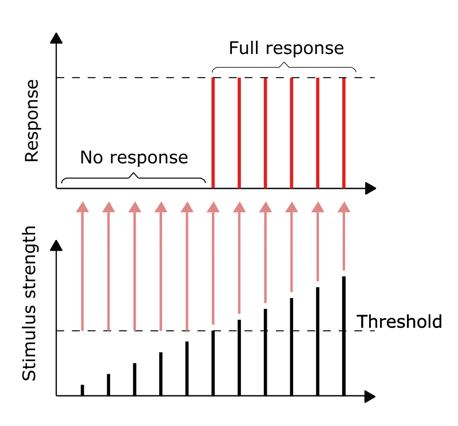 Full response
Response
No response
Stimulus strength
Threshold